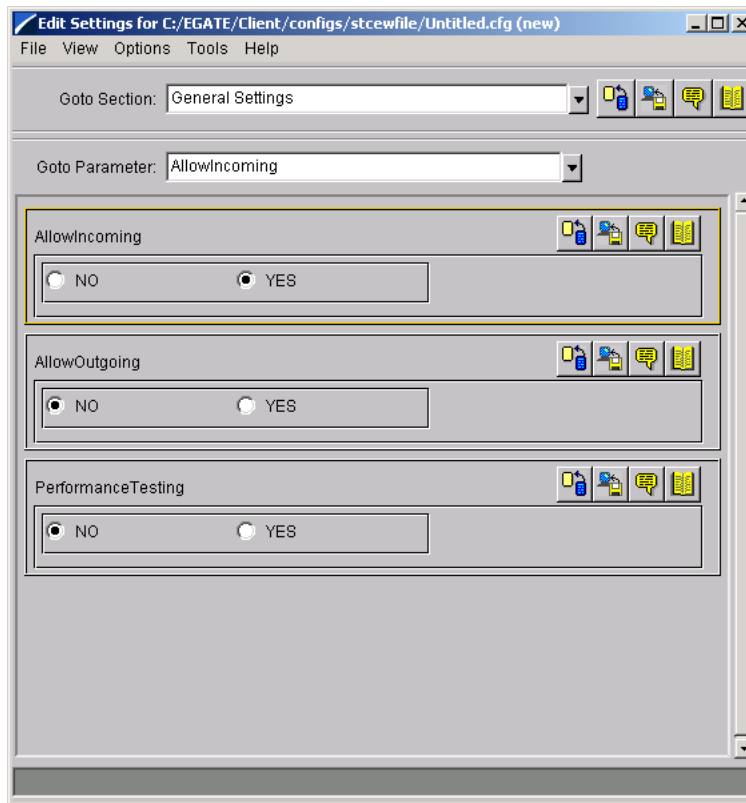 Edit Settings for C:/EGATE/Client/configs/stcewfile/Untitled.cfg (new)
File View Options Tools Help
Goto Section: General Settings
Goto Parameter: AllowIncoming
AllowIncoming
NO YES
AllowOutgoing
NO YES
PerformanceTesting
NO YES